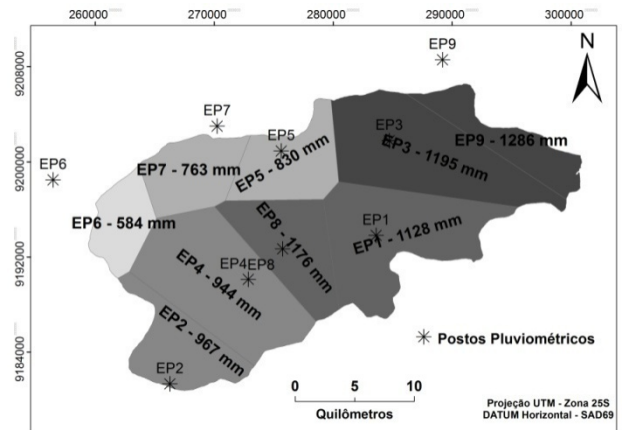 260000 270000 280000 290000 300000
9208000
9200000
9192000
9184000
N
EP9
EP7
EP5
EP3
EP6
EP1
EP4EP8
EP2
EP9 - 1286 mm
EP3 - 1195 mm
EP5 - 830 mm
EP7 - 763 mm
EP6 - 584 mm
EP8 - 1176 mm
EP1 - 1128 mm
EP4 - 944 mm
EP2 - 967 mm
Postos Pluviométricos
0 5 10
Quilômetros
Projeção UTM - Zona 25S
DATUM Horizontal - SAD69